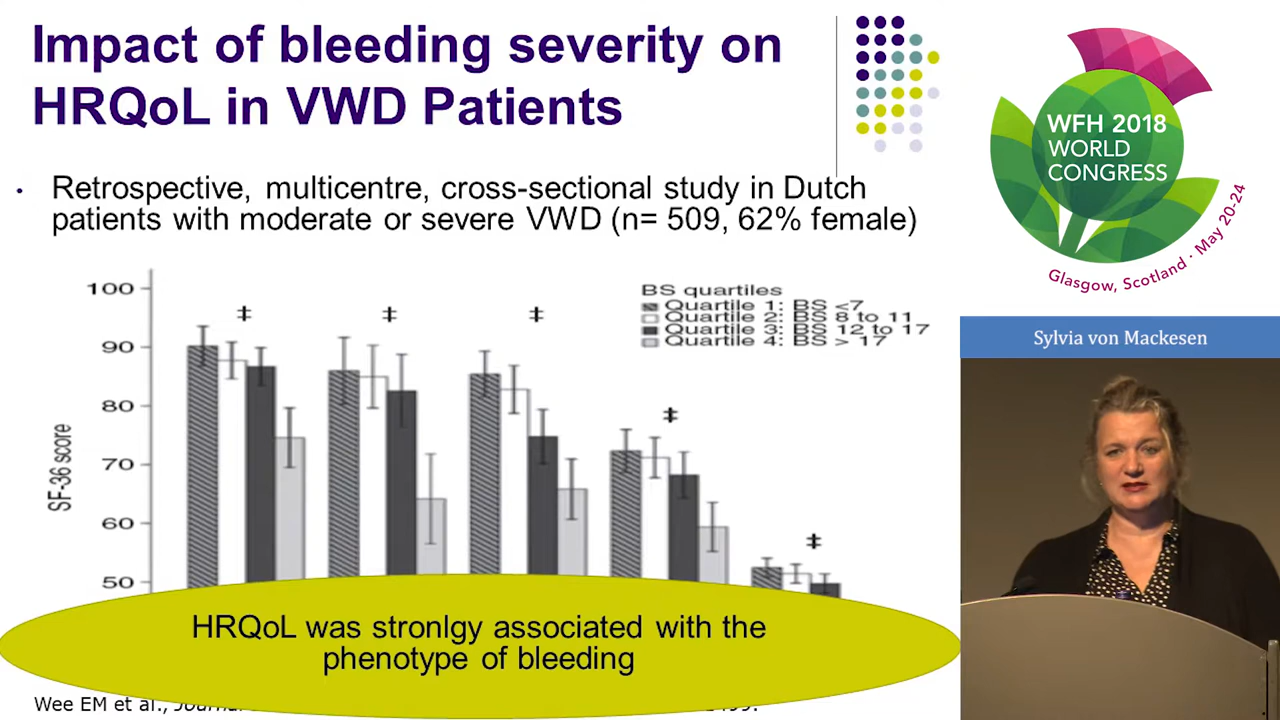 Impact of bleeding severity on
HRQoL in VWD Patients
• Retrospective, multicentre, cross-sectional study in Dutch
patients with moderate or severe VWD (n= 509, 62% female)
BS quartiles
Quartile 1: BS <7
Quartile 2: BS 8 to 11
Quartile 3: BS 12 to 17
Quartile 4: BS > 17
100
90
80
70
60
50
SF-36 score
‡ ‡ ‡ ‡ ‡
HRQoL was stronlgy associated with the
phenotype of bleeding
Wee EM et al.,
WFH 2018
WORLD
CONGRESS
Glasgow, Scotland · May 20-24
Sylvia von Mackesen